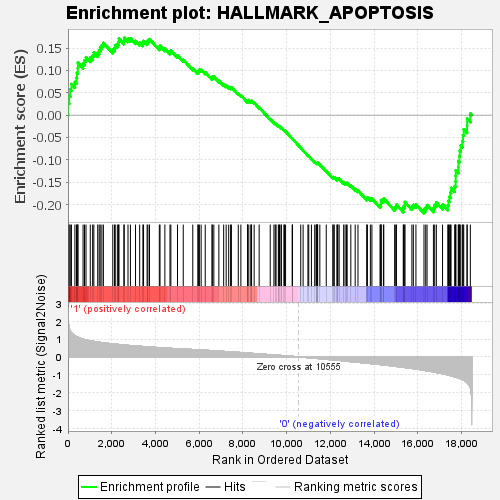 Enrichment plot: HALLMARK_APOPTOSIS
Enrichment score (ES)
0.15
0.10
0.05
0.00
-0.05
-0.10
-0.15
-0.20
'1' (positively correlated)
Ranked list metric (Signal2Noise)
3
2
1
0
-1
-2
-3
-4
Zero cross at 10555
'0' (negatively correlated)
0
2,000
4,000
6,000
8,000
10,000
12,000
14,000
16,000
18,000
Rank in Ordered Dataset
Enrichment profile
Hits
Ranking metric scores